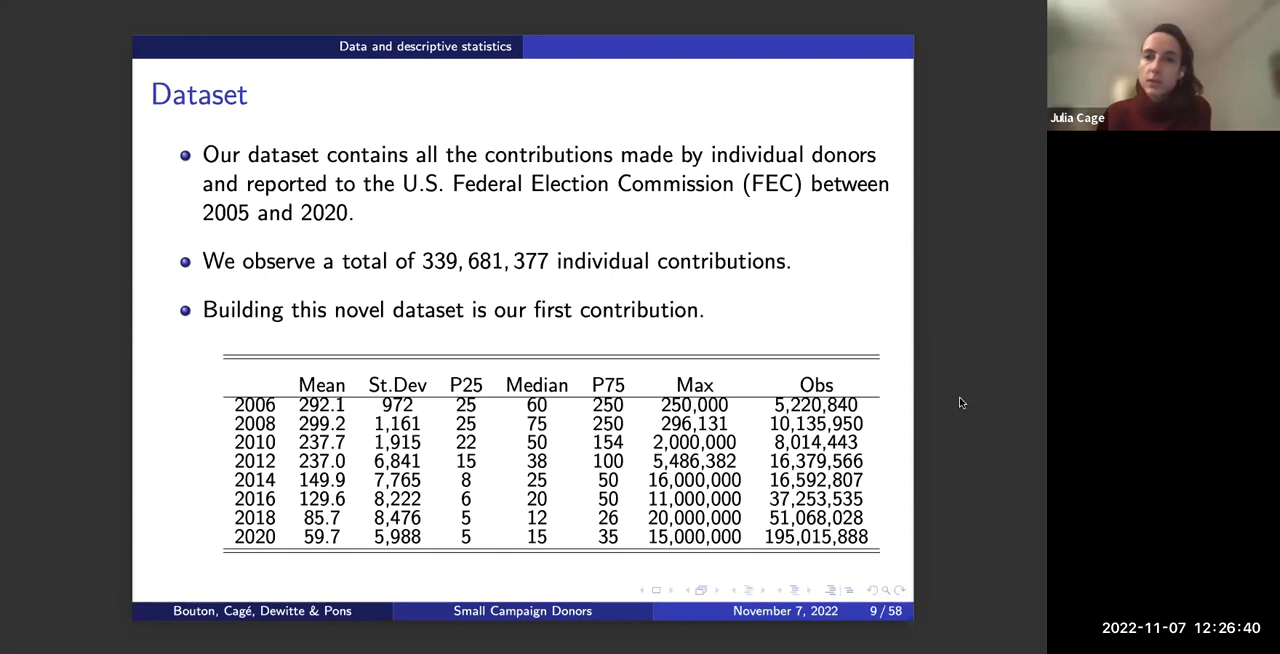 Data and descriptive statistics
Dataset
Our dataset contains all the contributions made by individual donors
and reported to the U.S. Federal Election Commission (FEC) between
2005 and 2020.
We observe a total of 339, 681, 377 individual contributions.
Building this novel dataset is our first contribution.
Mean St.Dev P25 Median P75 Max Obs
2006 292.1 972 25 60 250 250,000 5,220,840
2008 299.2 1,161 25 75 250 296,131 10,135,950
2010 237.7 1,915 22 50 154 2,000,000 8,014,443
2012 237.0 6,841 15 38 100 5,486,382 16,379,566
2014 149.9 7,765 8 25 50 16,000,000 16,592,807
2016 129.6 8,222 6 20 50 11,000,000 37,253,535
2018 85.7 8,476 5 12 26 20,000,000 51,068,028
2020 59.7 5,988 5 15 35 15,000,000 195,015,888
Bouton, Cagé, Dewitte & Pons Small Campaign Donors November 7, 2022 9 / 58
Julia Cage
2022-11-07 12:26:40